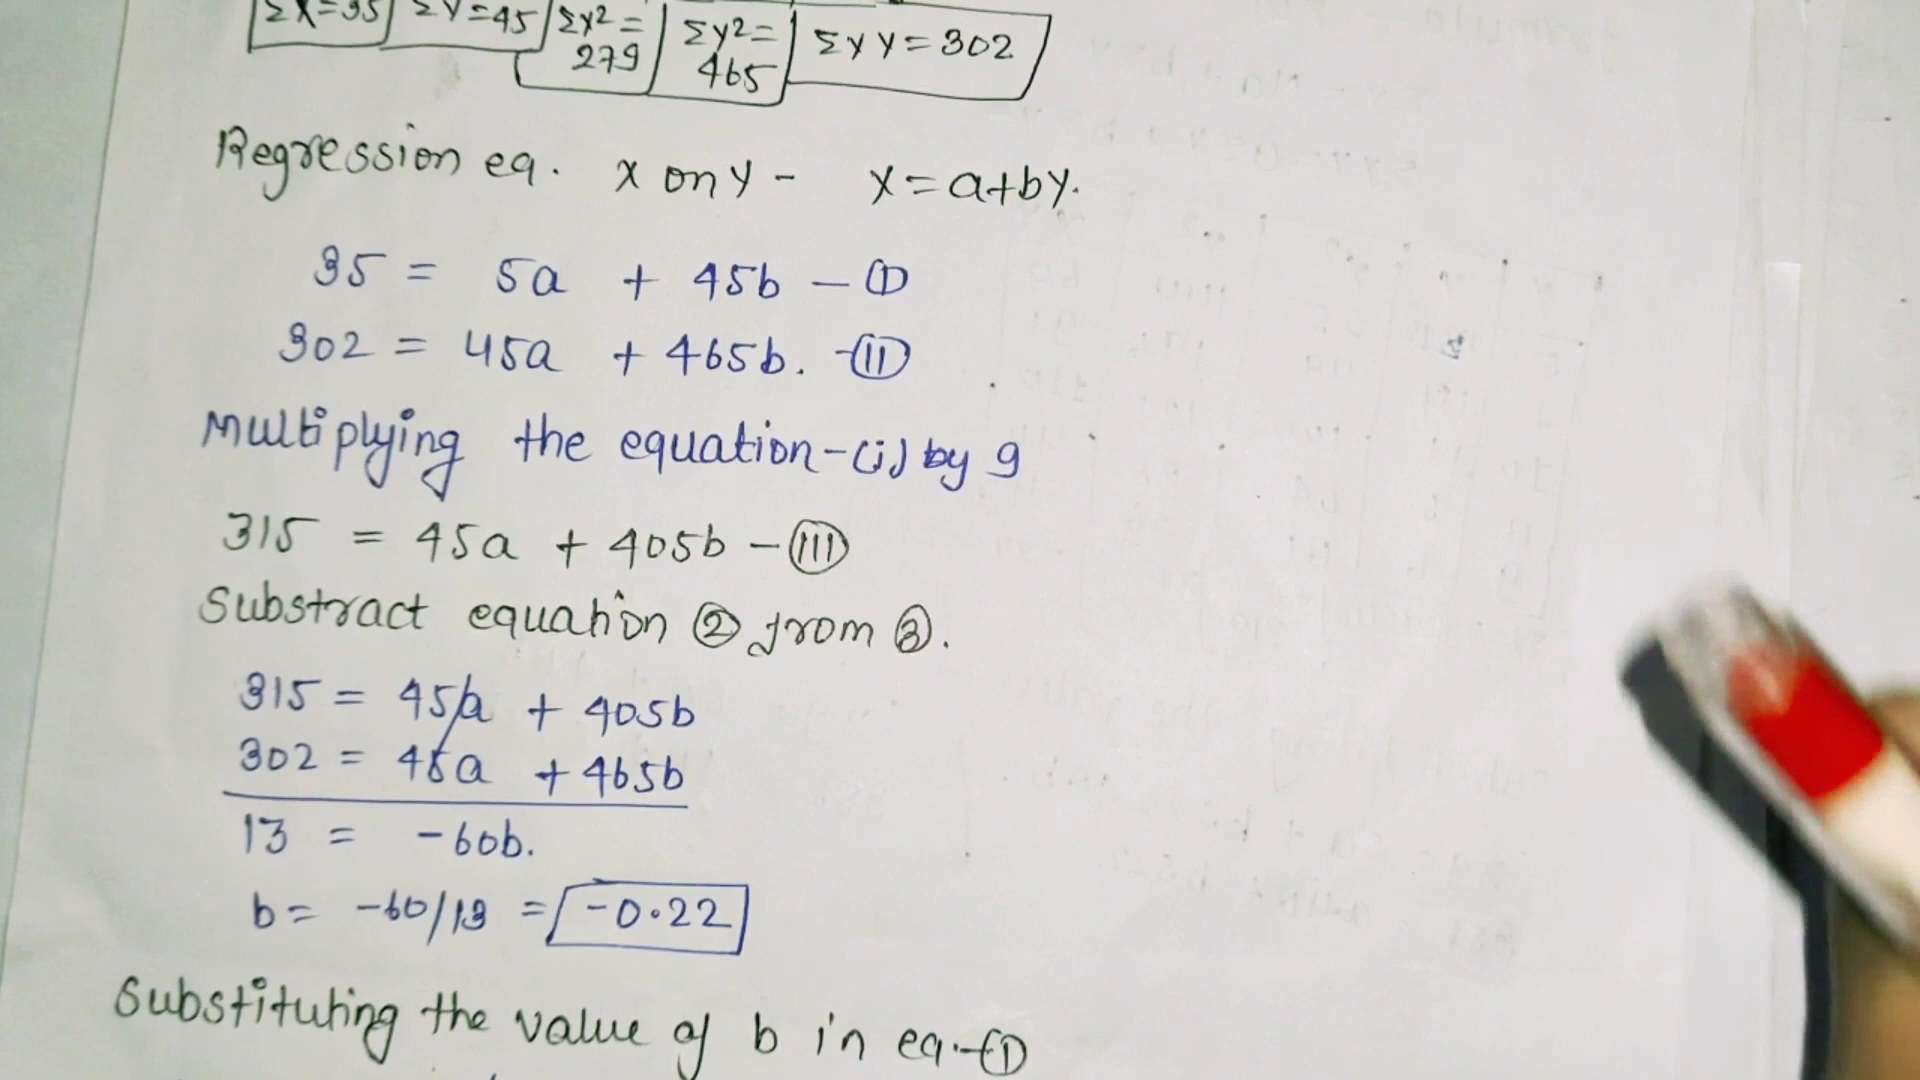 ΣX=35 ΣY=45 Σx2= 279 Σy2= 465 Σxy=302
Regression eq. x on y - x=a+by.
35 = 5a + 45b - (I)
302 = 45a + 465b. - (II)
Multiplying the equation-(i) by 9
315 = 45a + 405b - (III)
Substract equation (2) from (3).
315 = 45a + 405b
302 = 45a + 465b
13 = -60b.
b= -60/13 = -0.22
Substituting the value of b in eq.-(I)